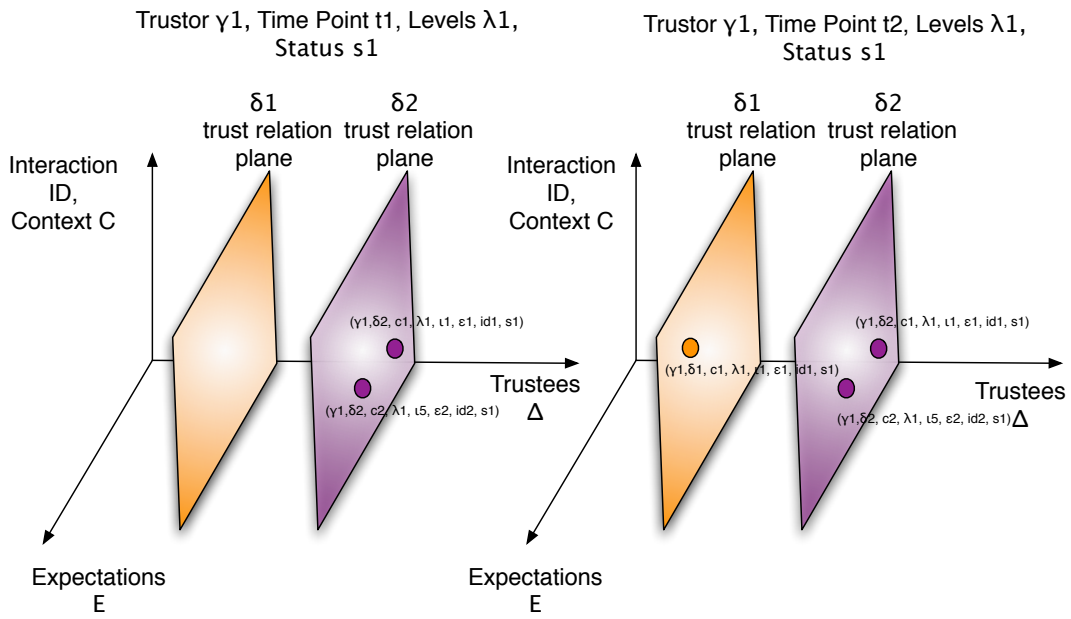 Trustor γ1, Time Point t1, Levels λ1,
Status s1
δ1
trust relation
plane
δ2
trust relation
plane
Interaction
ID,
Context C
(γ1,δ2, c1, λ1, ι1, ε1, id1, s1)
(γ1,δ2, c2, λ1, ι5, ε2, id2, s1)
Trustees
Δ
Expectations
E
Trustor γ1, Time Point t2, Levels λ1,
Status s1
δ1
trust relation
plane
δ2
trust relation
plane
Interaction
ID,
Context C
(γ1,δ2, c1, λ1, ι1, ε1, id1, s1)
(γ1,δ1, c1, λ1, ι1, ε1, id1, s1)
(γ1,δ2, c2, λ1, ι5, ε2, id2, s1)
Trustees
Δ
Expectations
E